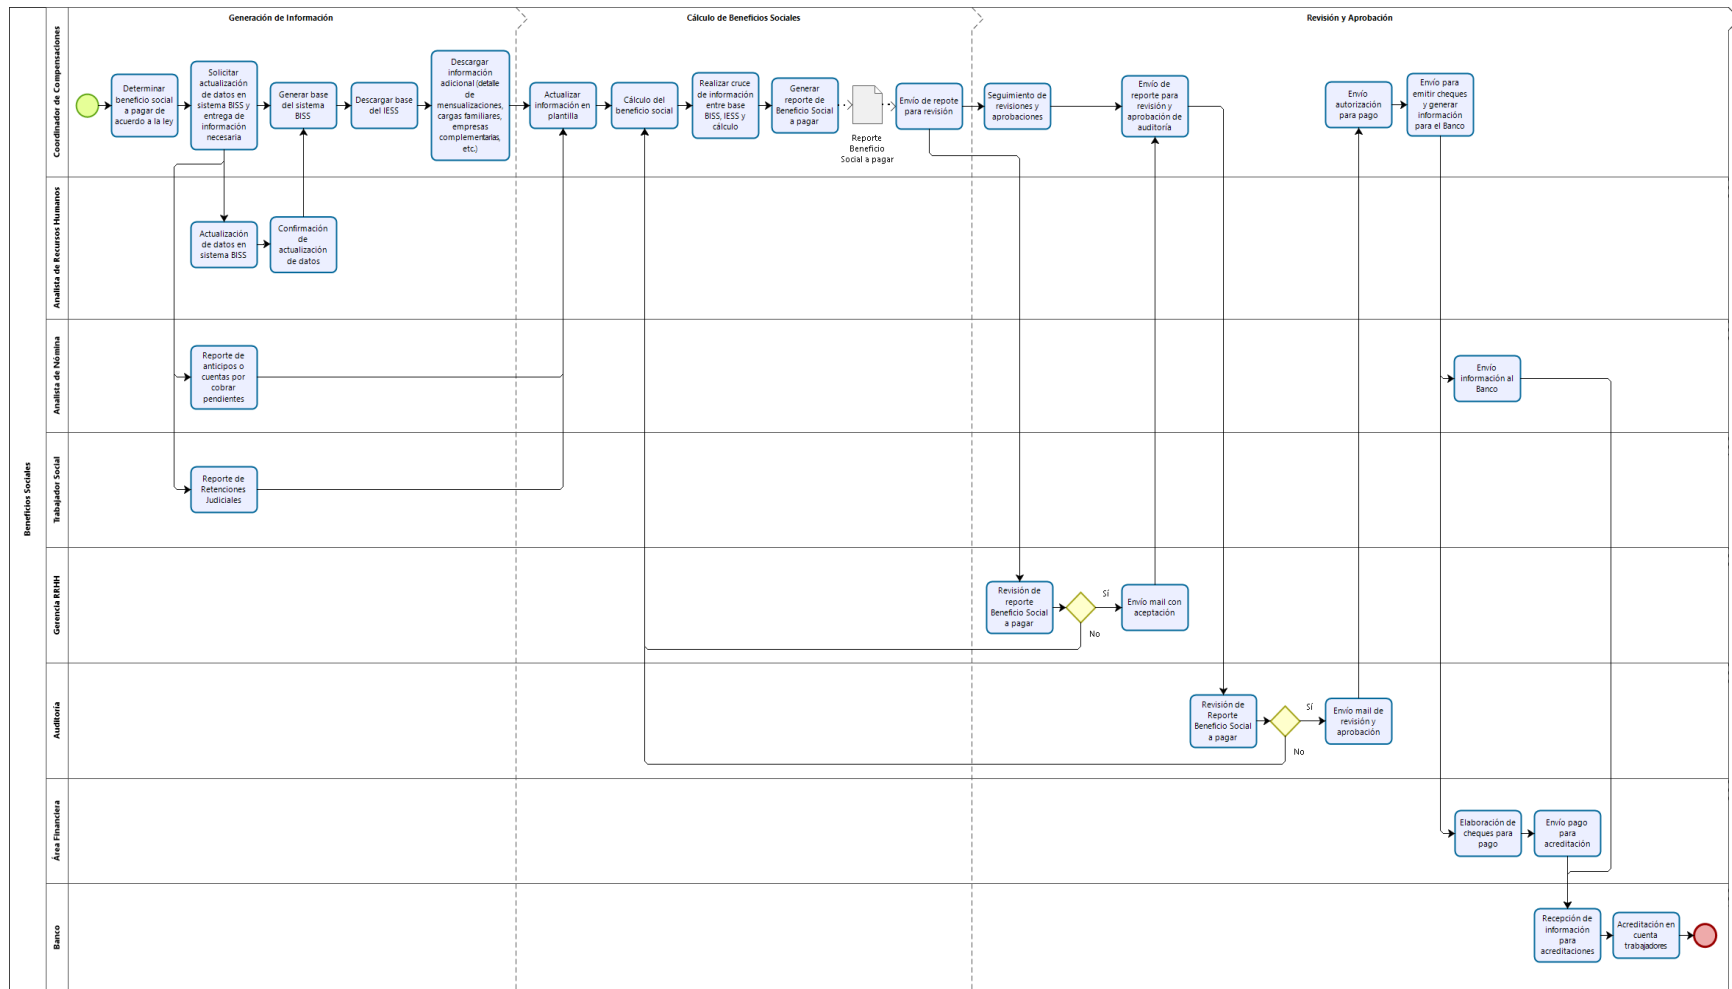 Generación de Información
Cálculo de Beneficios Sociales
Revisión y Aprobación
Beneficios Sociales
Coordinador de Compensaciones
Determinar
beneficio social
a pagar de
acuerdo a la ley
Solicitar
actualización
de datos en
sistema BISS y
entrega de
información
necesaria
Generar base
del sistema
BISS
Descargar base
del IESS
Descargar
información
adicional (detalle
de
mensualizaciones,
cargas familiares,
empresas
complementarias,
etc.)
Actualizar
información en
plantilla
Cálculo del
beneficio social
Realizar cruce
de información
entre base
BISS, IESS y
cálculo
Generar
reporte de
Beneficio Social
a pagar
Reporte
Beneficio
Social a pagar
Envío de repote
para revisión
Seguimiento de
revisiones y
aprobaciones
Envío de
reporte para
revisión y
aprobación de
auditoría
Envío
autorización
para pago
Envío para
emitir cheques
y generar
información
para el Banco
Analista de Recursos Humanos
Actualización
de datos en
sistema BISS
Confirmación
de
actualización
de datos
Analista de Nómina
Reporte de
anticipos o
cuentas por
cobrar
pendientes
Envío
información al
Banco
Trabajador Social
Reporte de
Retenciones
Judiciales
Gerencia RRHH
Revisión de
reporte
Beneficio Social
a pagar
Sí
No
Envío mail con
aceptación
Auditoría
Revisión de
Reporte
Beneficio Social
a pagar
Sí
No
Envío mail de
revisión y
aprobación
Área Financiera
Elaboración de
cheques para
pago
Envío pago
para
acreditación
Banco
Recepción de
información
para
acreditaciones
Acreditación en
cuenta
trabajadores